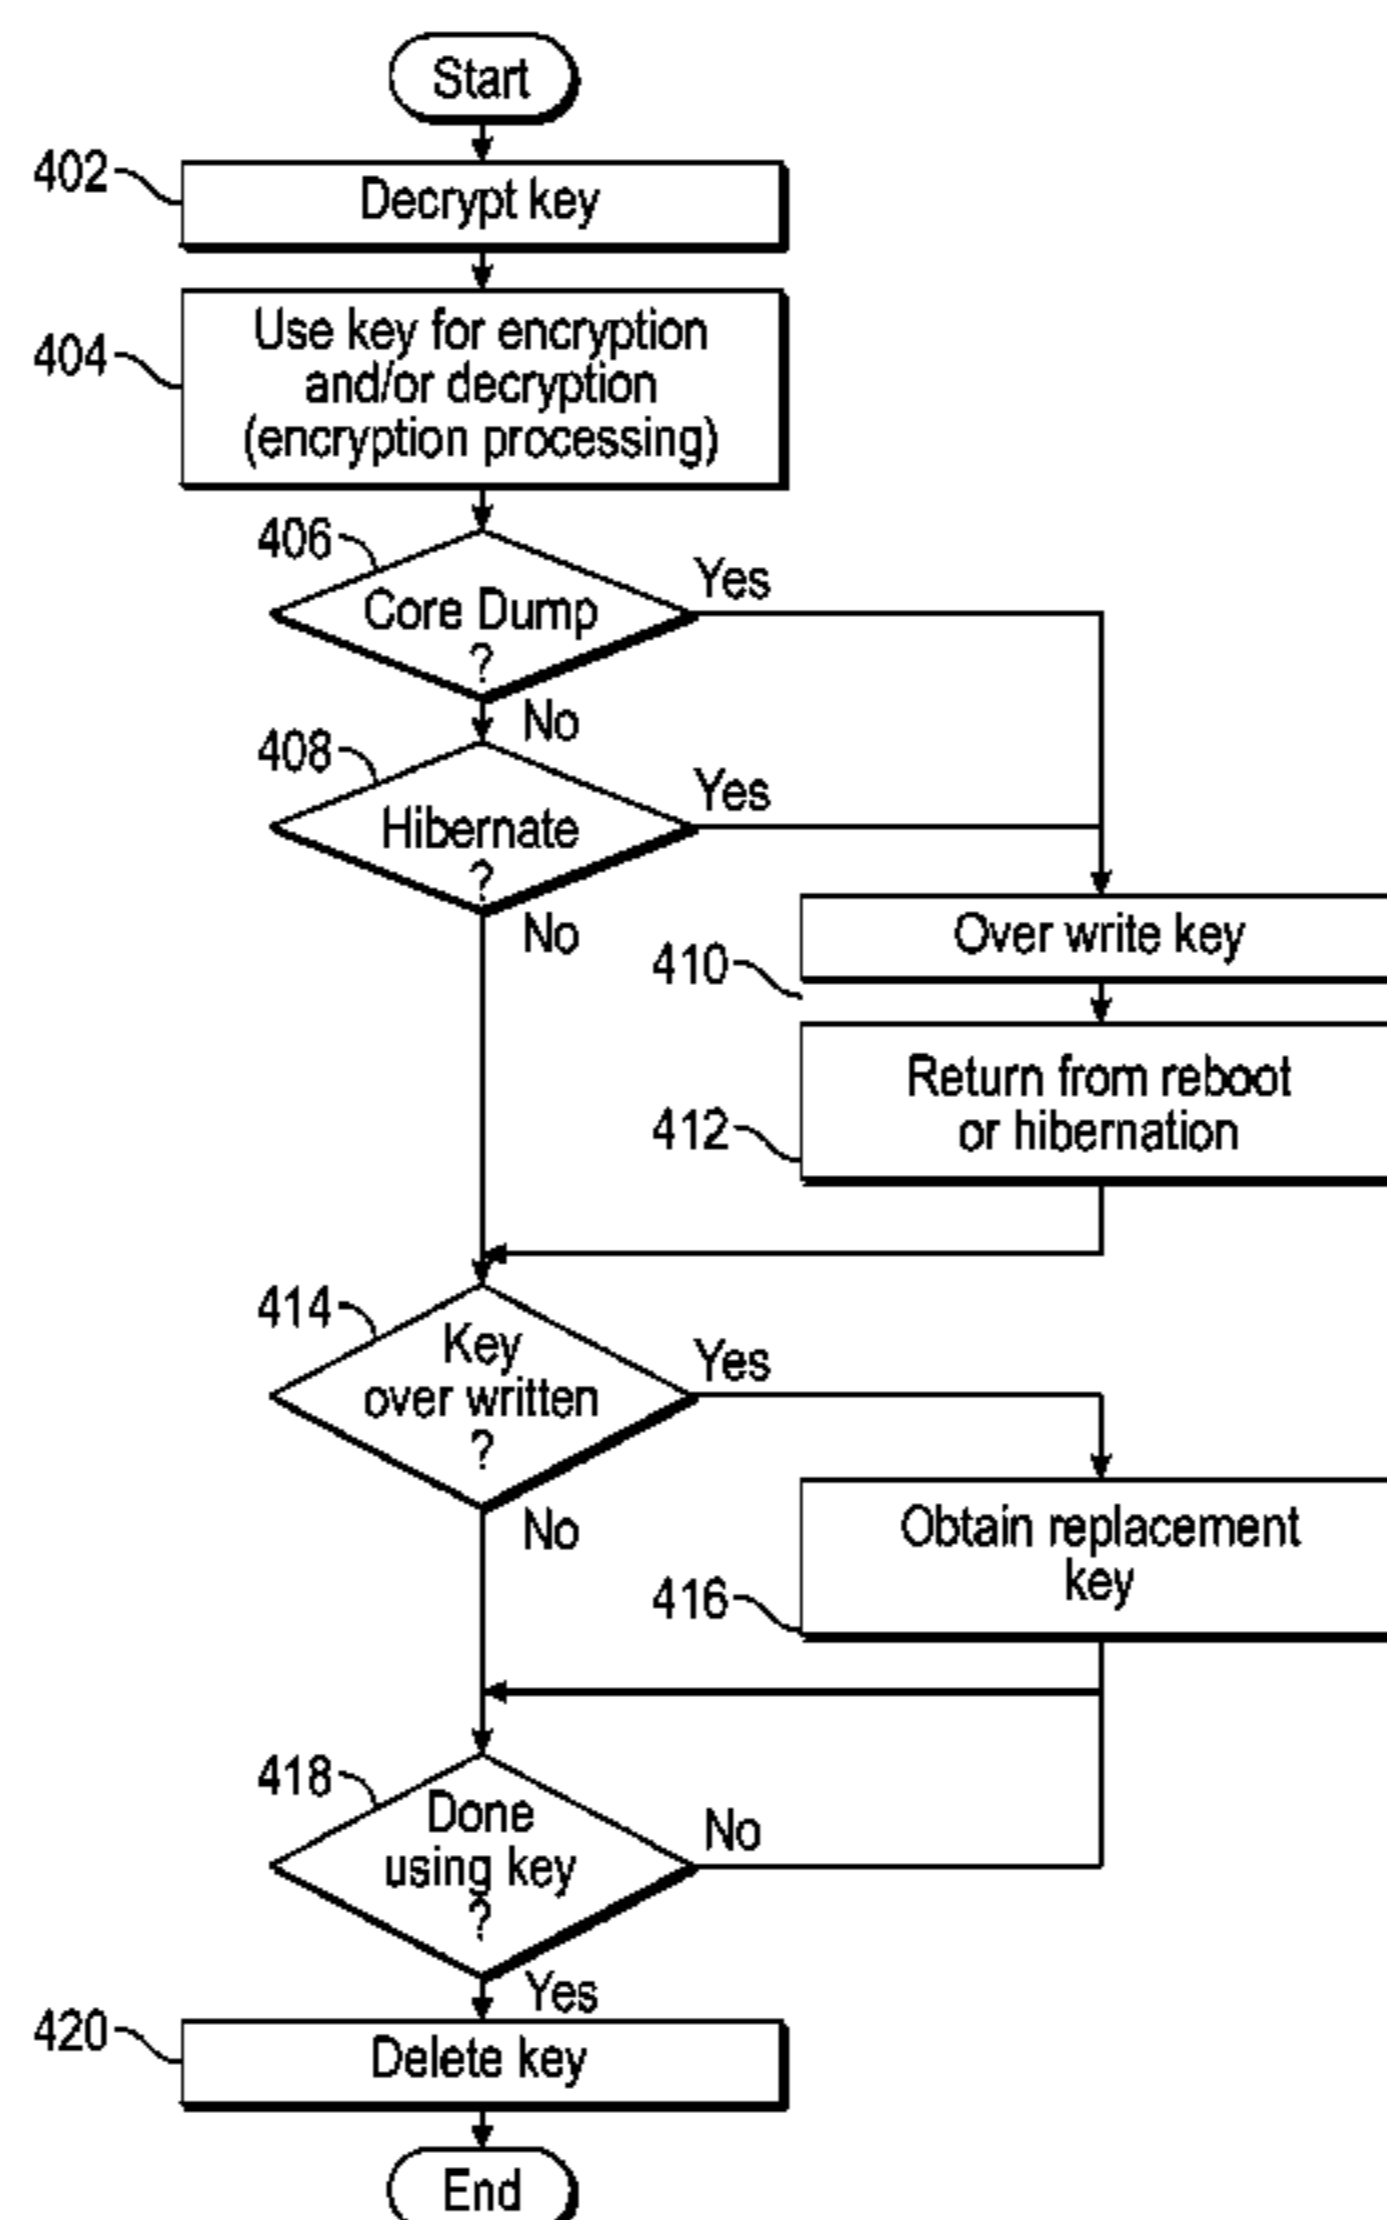 Start
402
Decrypt key
404
Use key for encryption
and/or decryption
(encryption processing)
406
Core Dump
?
Yes
No
408
Hibernate
?
Yes
No
410
Over write key
412
Return from reboot
or hibernation
414
Key
over written
?
Yes
No
416
Obtain replacement
key
418
Done
using key
?
No
Yes
420
Delete key
End